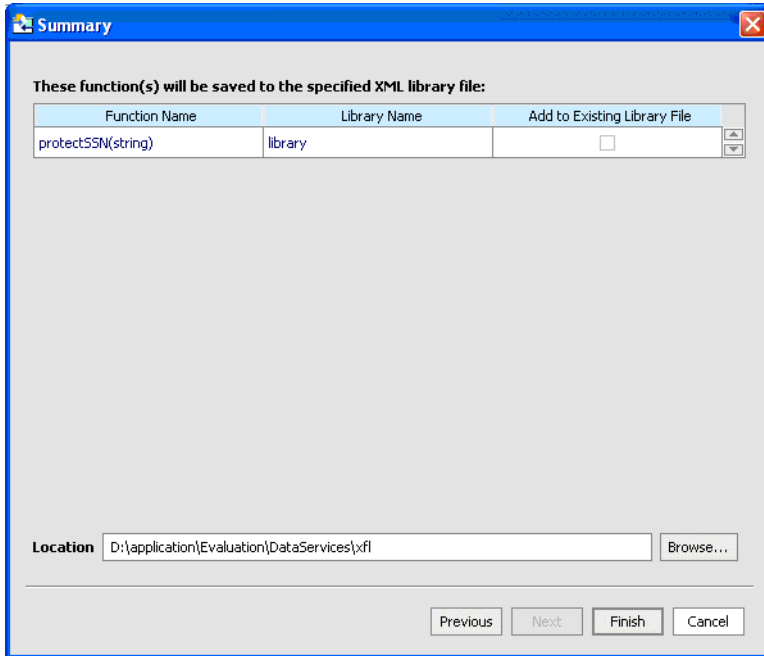 Summary
These function(s) will be saved to the specified XML library file:
Function Name Library Name Add to Existing Library File
protectSSN(string) library
Location D:\application\Evaluation\DataServices\xfl Browse...
Previous Next Finish Cancel